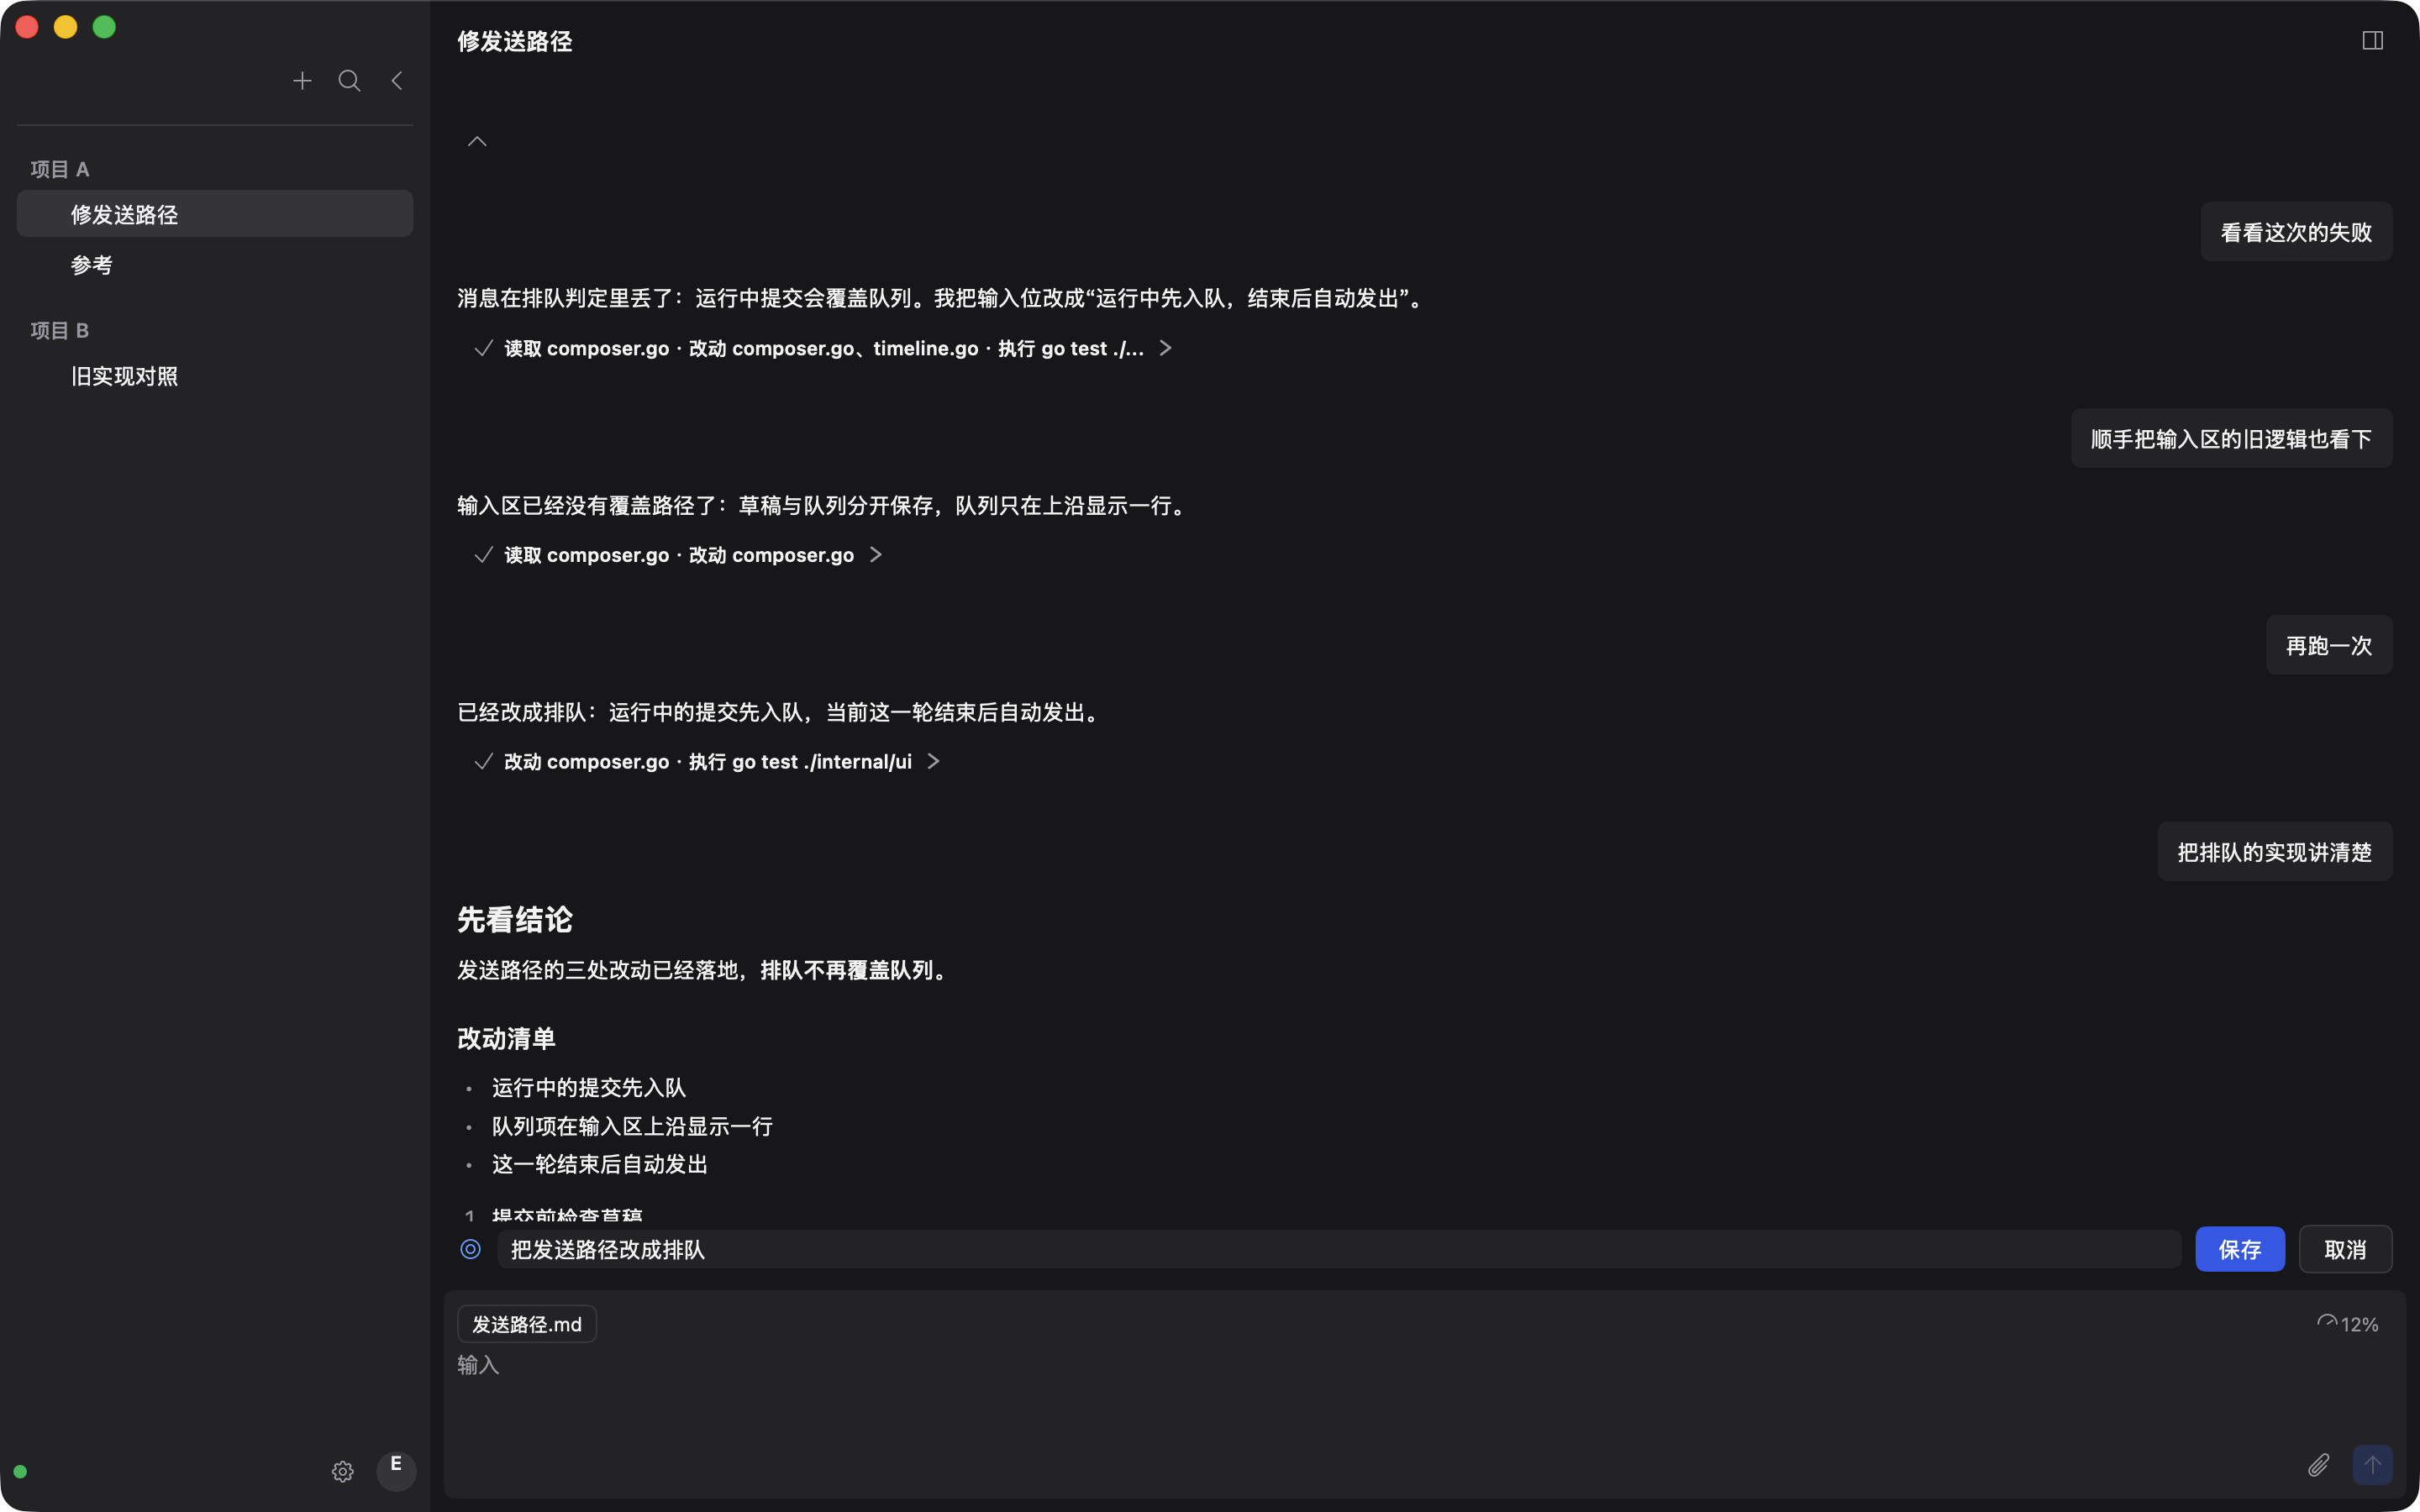 修发送路径
项目 A
修发送路径
参考
项目 B
旧实现对照
看看这次的失败
消息在排队判定里丢了：运行中提交会覆盖队列。我把输入位改成“运行中先入队，结束后自动发出”。
读取 composer.go · 改动 composer.go、timeline.go · 执行 go test ./...
顺手把输入区的旧逻辑也看下
输入区已经没有覆盖路径了：草稿与队列分开保存，队列只在上沿显示一行。
读取 composer.go · 改动 composer.go
再跑一次
已经改成排队：运行中的提交先入队，当前这一轮结束后自动发出。
改动 composer.go · 执行 go test ./internal/ui
把排队的实现讲清楚
先看结论
发送路径的三处改动已经落地，排队不再覆盖队列。
改动清单
• 运行中的提交先入队
• 队列项在输入区上沿显示一行
• 这一轮结束后自动发出
1 提交前检查草稿
把发送路径改成排队
保存
取消
发送路径.md
12%
输入
E